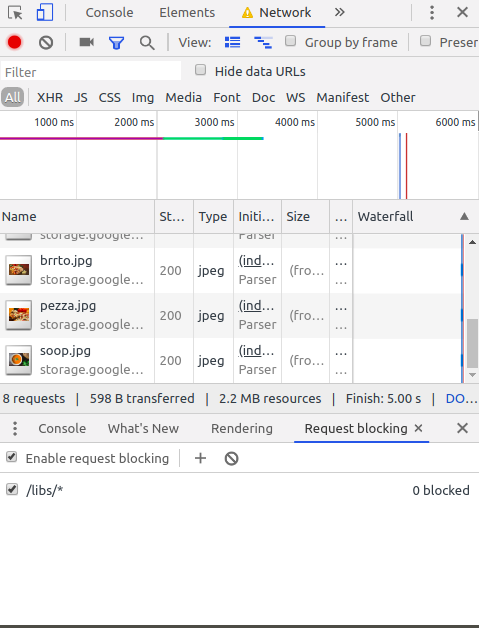 Console Elements Network
View: Group by frame Preser
Filter Hide data URLs
All XHR JS CSS Img Media Font Doc WS Manifest Other
1000 ms 2000 ms 3000 ms 4000 ms 5000 ms 6000 ms
Name St... Type Initi... Size ... Waterfall
storage.google... Parser
brrto.jpg 200 jpeg (ind... (fro... ...
storage.google... Parser ...
pezza.jpg 200 jpeg (ind... (fro... ...
storage.google... Parser ...
soop.jpg 200 jpeg (ind... (fro... ...
storage.google... Parser ...
8 requests | 598 B transferred | 2.2 MB resources | Finish: 5.00 s | DO...
Console What's New Rendering Request blocking
Enable request blocking
/libs/* 0 blocked